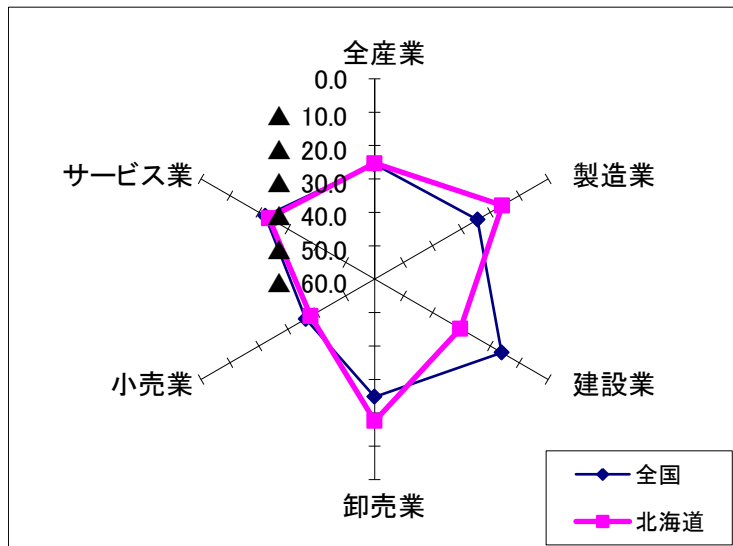 全産業
0.0
▲ 10.0
▲ 20.0
▲ 30.0
▲ 40.0
▲ 50.0
▲ 60.0
サービス業
製造業
小売業
建設業
卸売業
全国
北海道